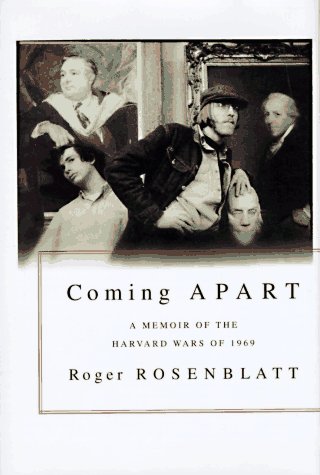 Coming APART
A MEMOIR OF THE
HARVARD WARS OF 1969
Roger ROSENBLATT